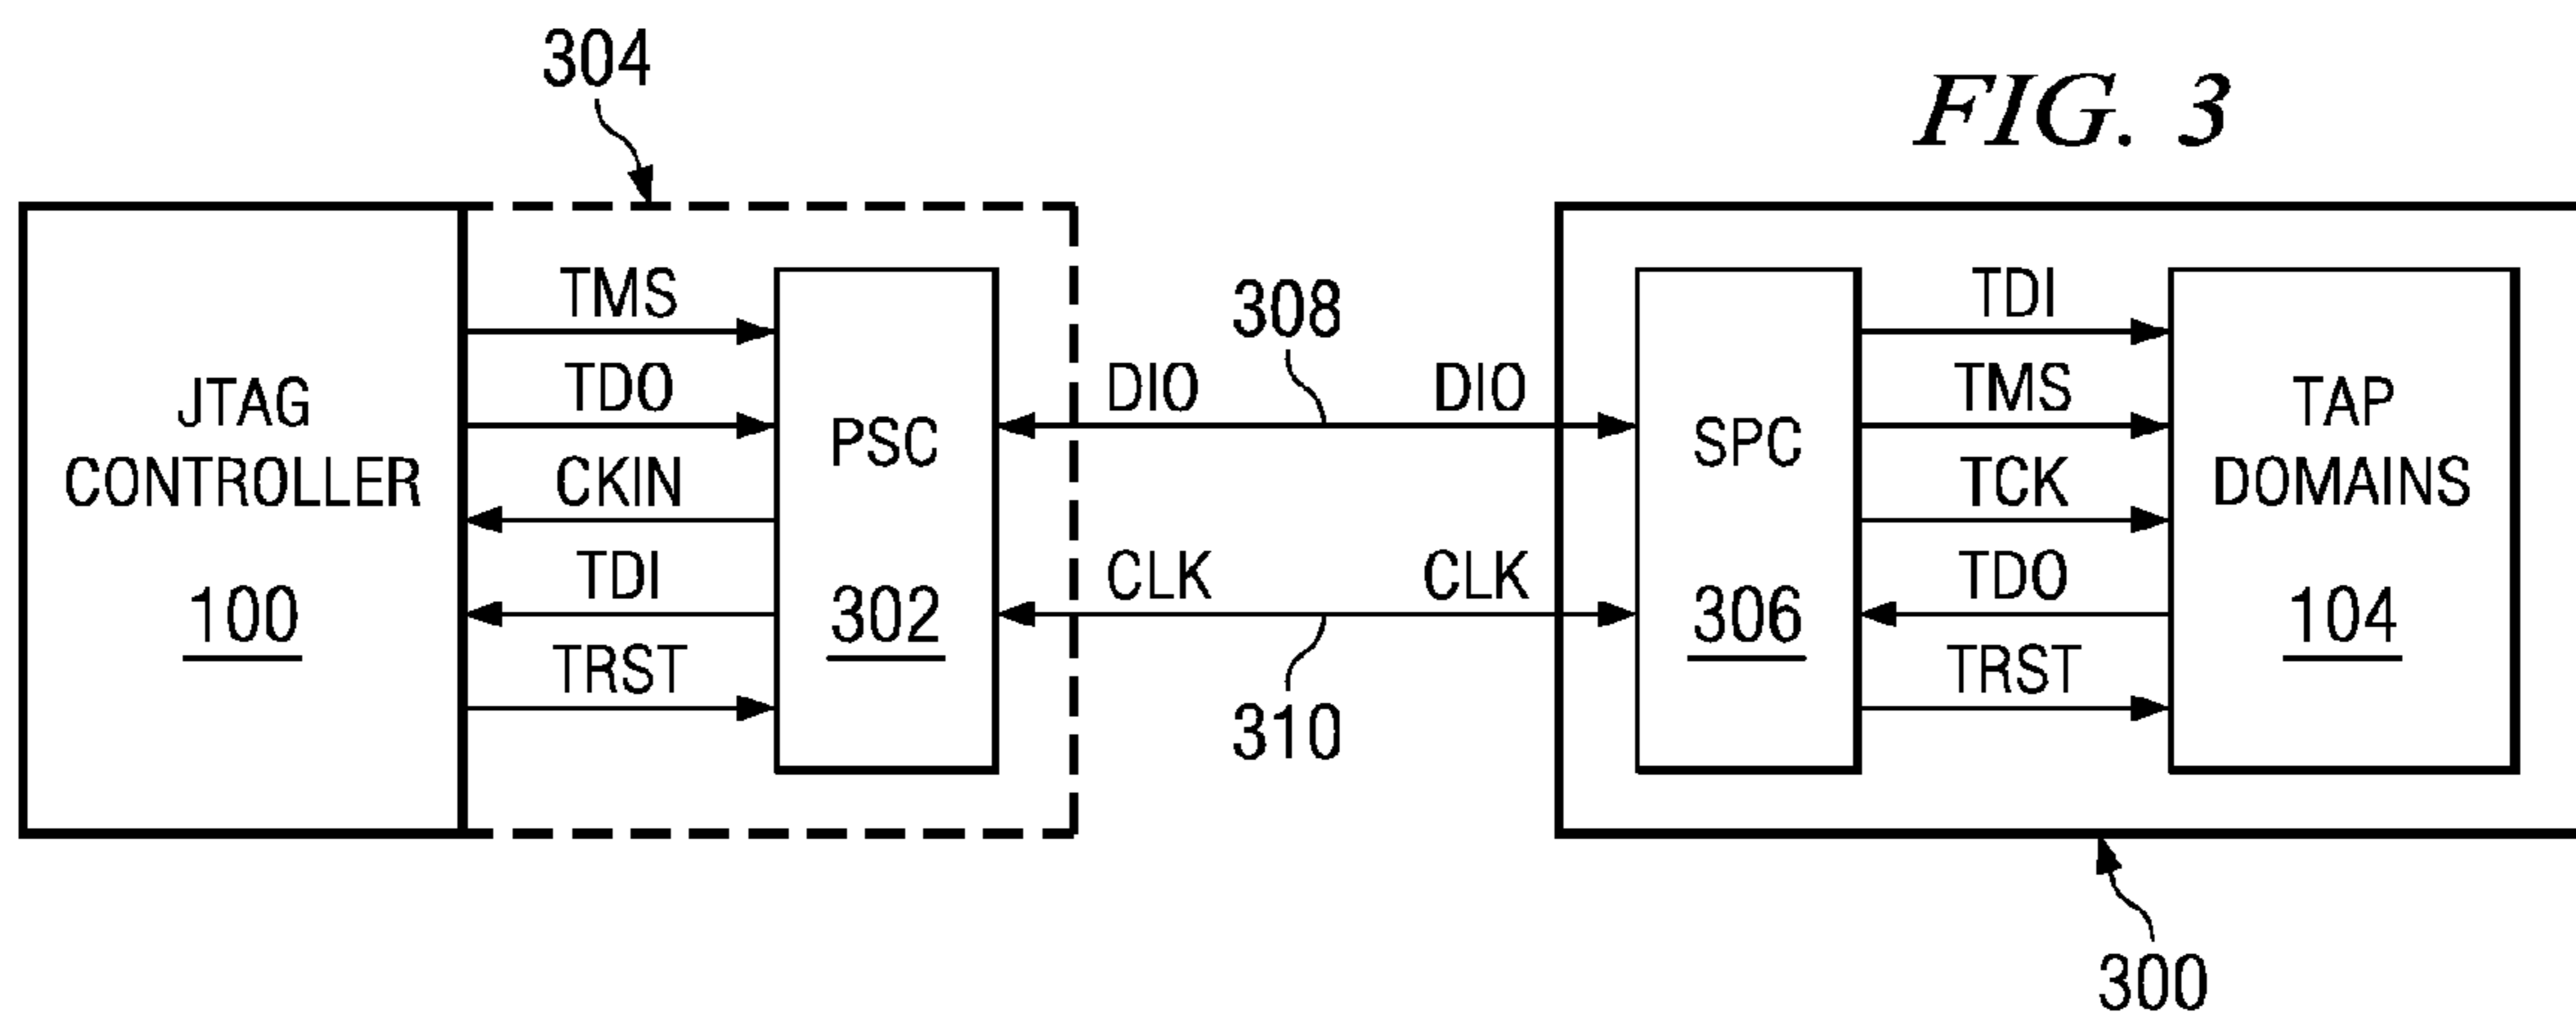 304
FIG. 3
JTAG
CONTROLLER
100
TMS
TDO
CKIN
TDI
TRST
PSC
302
308
DIO DIO
CLK CLK
310
SPC
306
TDI
TMS
TCK
TDO
TRST
TAP
DOMAINS
104
300